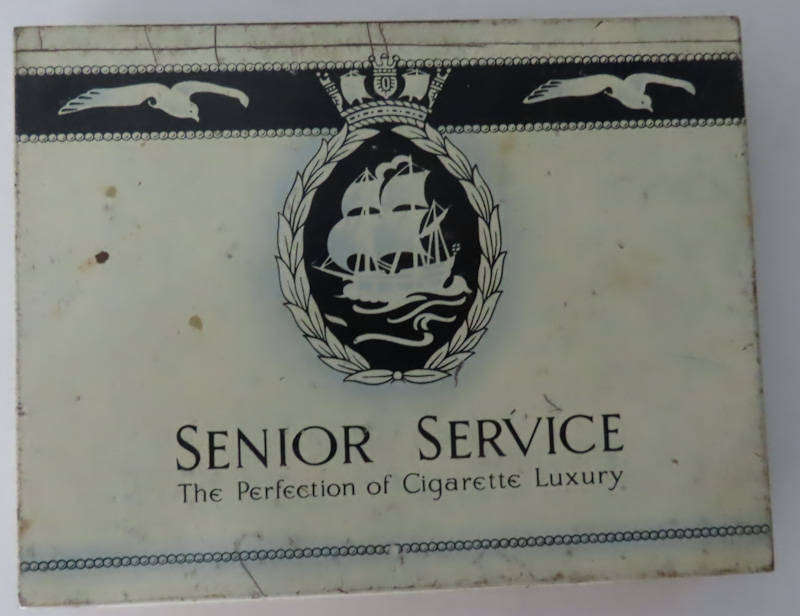 SENIOR SERVICE
The Perfection of Cigarette Luxury